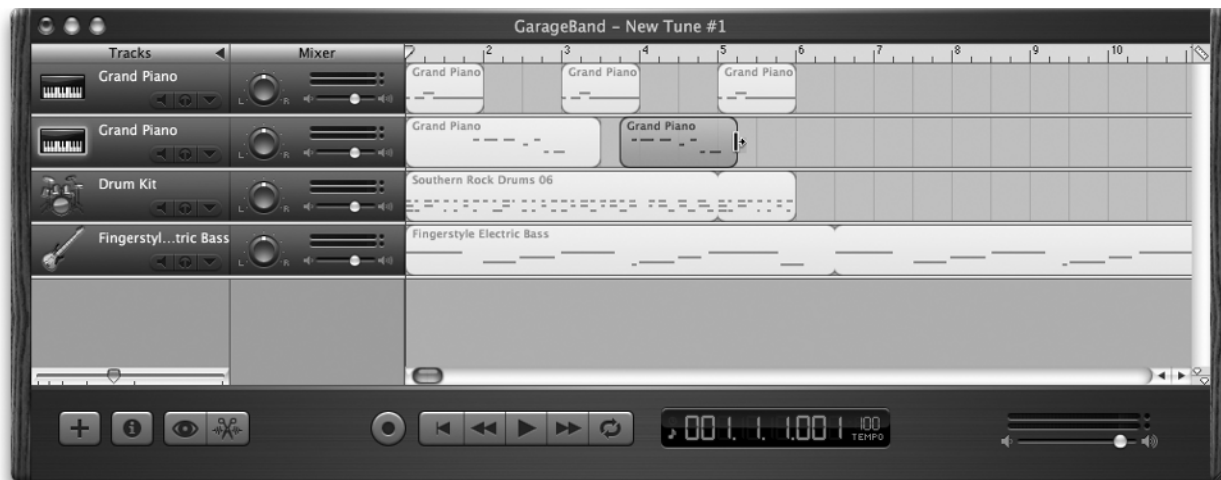 GarageBand – New Tune #1
Tracks Mixer 2 3 4 5 6 7 8 9 10
Grand Piano Grand Piano Grand Piano Grand Piano
L R
Grand Piano Grand Piano Grand Piano
L R
Drum Kit Southern Rock Drums 06
L R
Fingerstyl...tric Bass Fingerstyle Electric Bass
L R
001. 1. 1.001 100
TEMPO